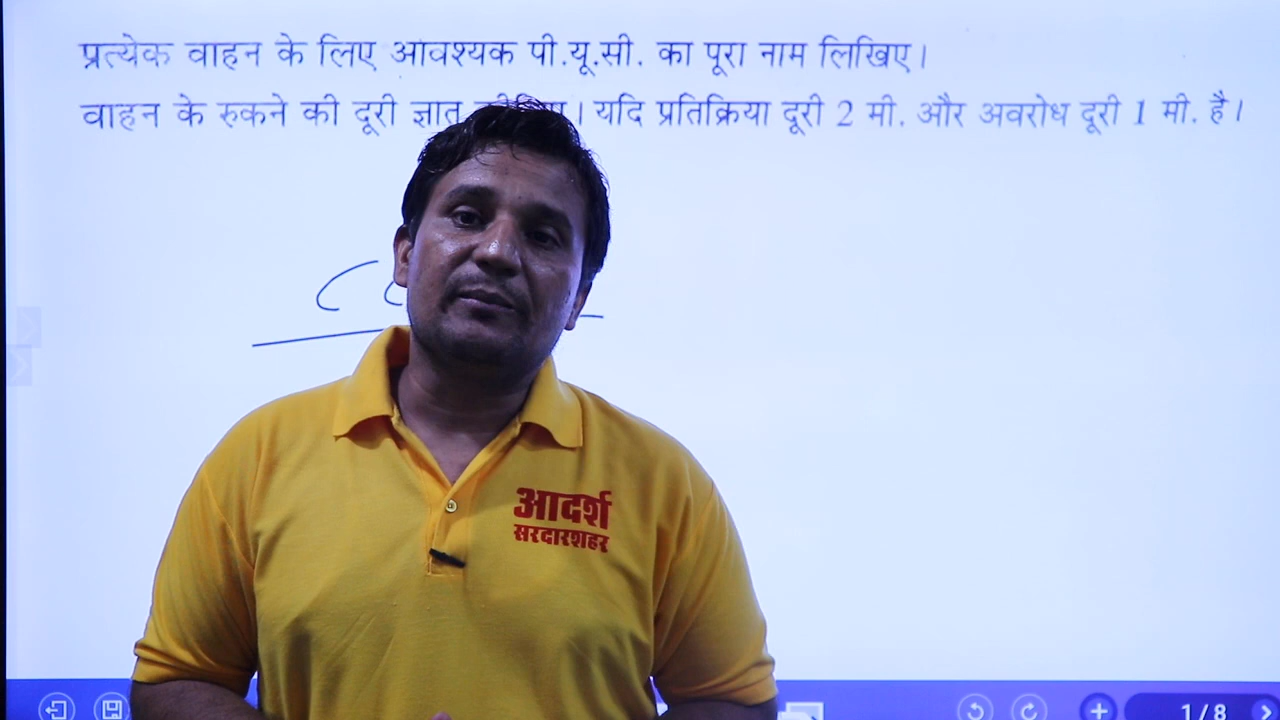 प्रत्येक वाहन के लिए आवश्यक पी.यू.सी. का पूरा नाम लिखिए।
वाहन के रुकने की दूरी ज्ञात । यदि प्रतिक्रिया दूरी 2 मी. और अवरोध दूरी 1 मी. है।
आदर्श
सरदारशहर
1/8